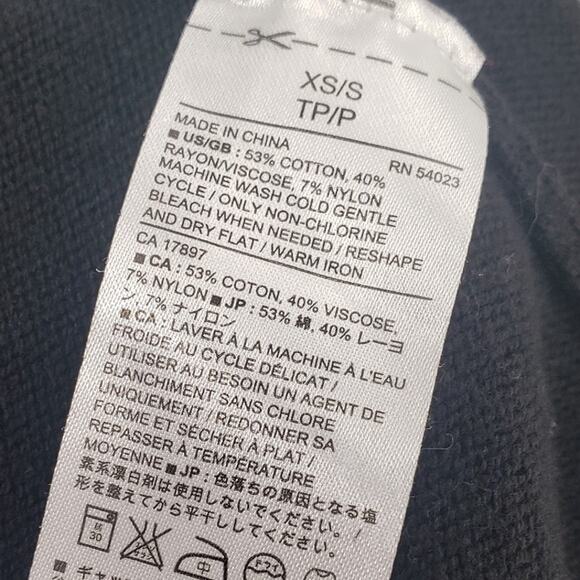 XS/S
TP/P
MADE IN CHINA
RN 54023
■ US/GB : 53% COTTON, 40%
RAYON/VISCOSE, 7% NYLON
MACHINE WASH COLD GENTLE
CYCLE / ONLY NON-CHLORINE
BLEACH WHEN NEEDED / RESHAPE
AND DRY FLAT / WARM IRON
CA 17897
■ CA : 53% COTON, 40% VISCOSE,
7% NYLON ■ JP : 53% 綿, 40% レーヨ
ン, 7% ナイロン
■ CA : LAVER À LA MACHINE À L'EAU
FROIDE AU CYCLE DÉLICAT /
UTILISER AU BESOIN UN AGENT DE
BLANCHIMENT SANS CHLORE
UNIQUEMENT / REDONNER SA
FORME ET SÉCHER À PLAT /
REPASSER À TEMPÉRATURE
MOYENNE ■ JP : 色落ちの原因となる塩
素系漂白剤は使用しないでください。 /
形を整えてから平干ししてください。
30
中
ドライ